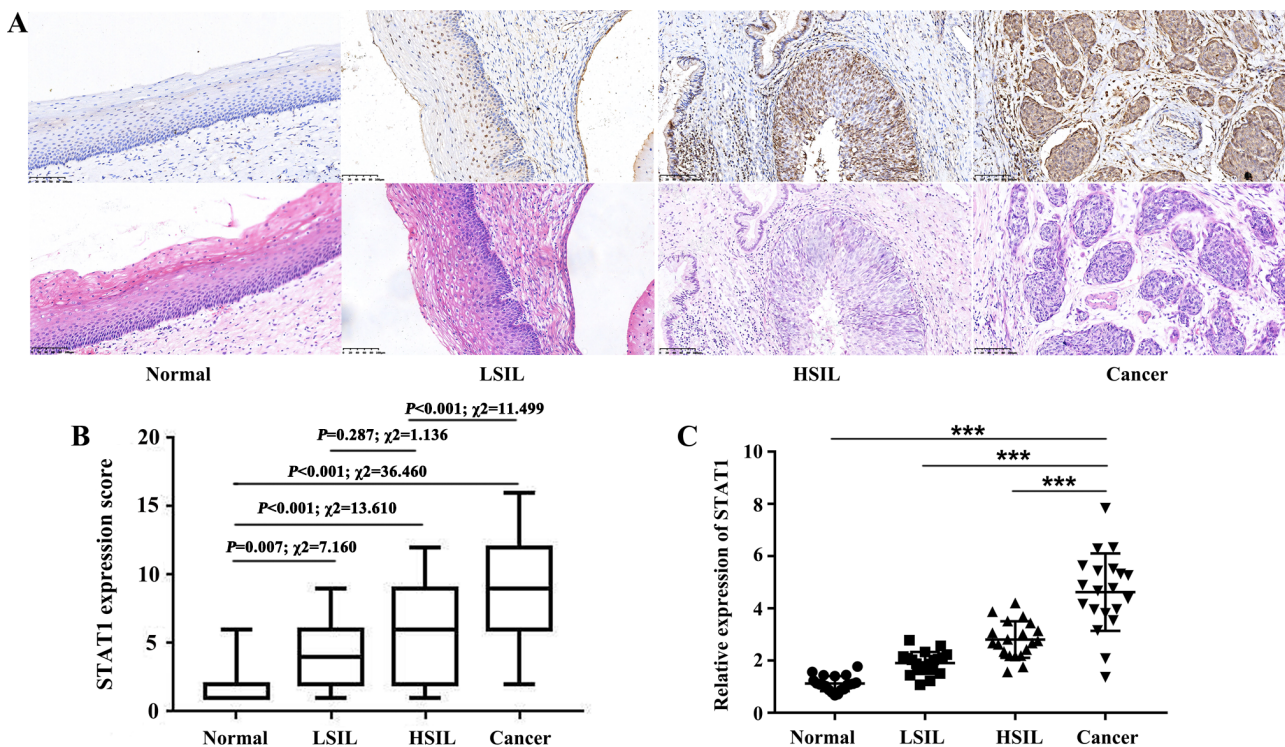 A
Normal
LSIL
HSIL
Cancer
B
P<0.001; χ2=11.499
P=0.287; χ2=1.136
P<0.001; χ2=36.460
P<0.001; χ2=13.610
P=0.007; χ2=7.160
STAT1 expression score
20
15
10
5
0
Normal
LSIL
HSIL
Cancer
C
***
***
***
Relative expression of STAT1
10
8
6
4
2
0
Normal
LSIL
HSIL
Cancer